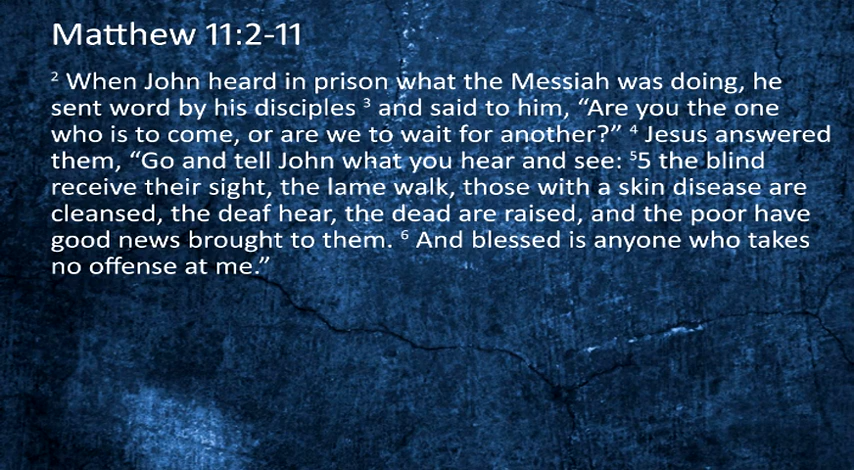 Matthew 11:2-11
² When John heard in prison what the Messiah was doing, he
sent word by his disciples ³ and said to him, “Are you the one
who is to come, or are we to wait for another?” ⁴ Jesus answered
them, “Go and tell John what you hear and see: ⁵5 the blind
receive their sight, the lame walk, those with a skin disease are
cleansed, the deaf hear, the dead are raised, and the poor have
good news brought to them. ⁶ And blessed is anyone who takes
no offense at me.”